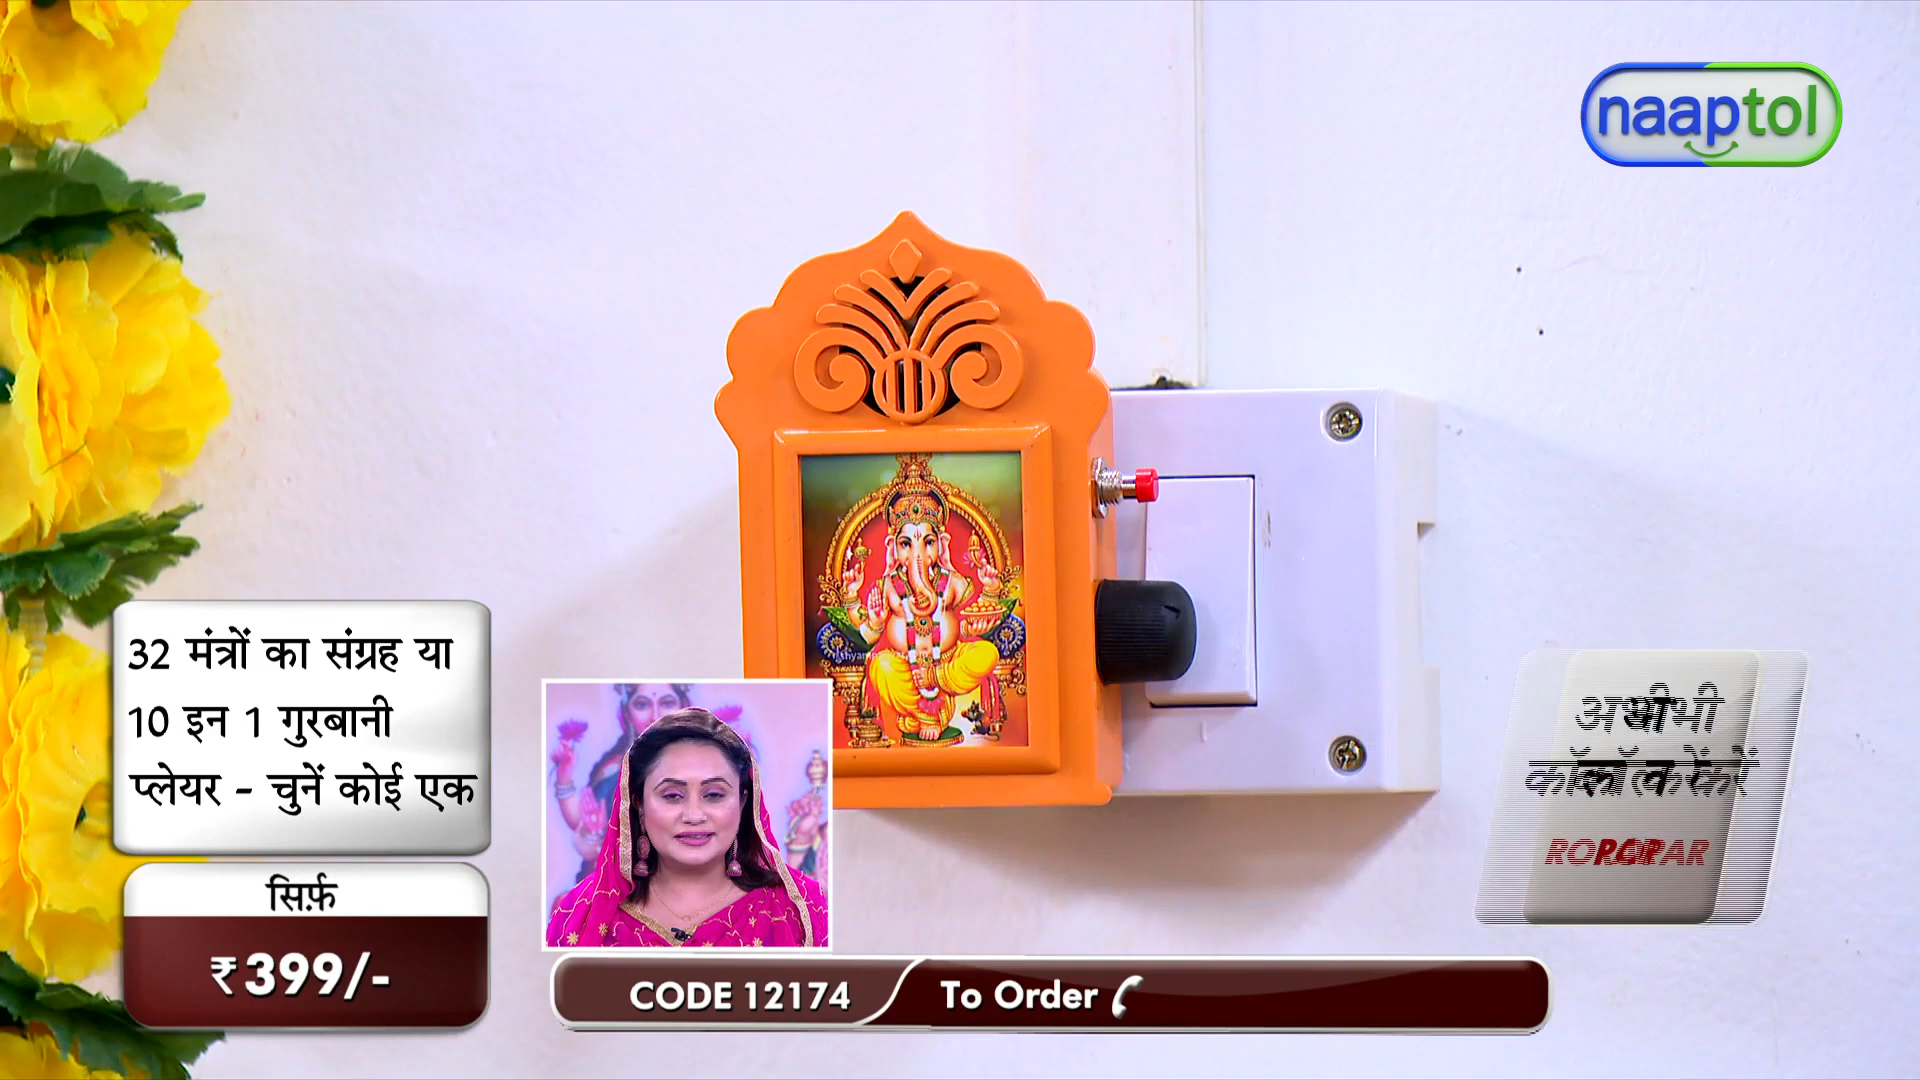 naaptol
32 मंत्रों का संग्रह या
10 इन 1 गुरबानी
प्लेयर - चुनें कोई एक
सिर्फ़
₹399/-
CODE 12174
To Order